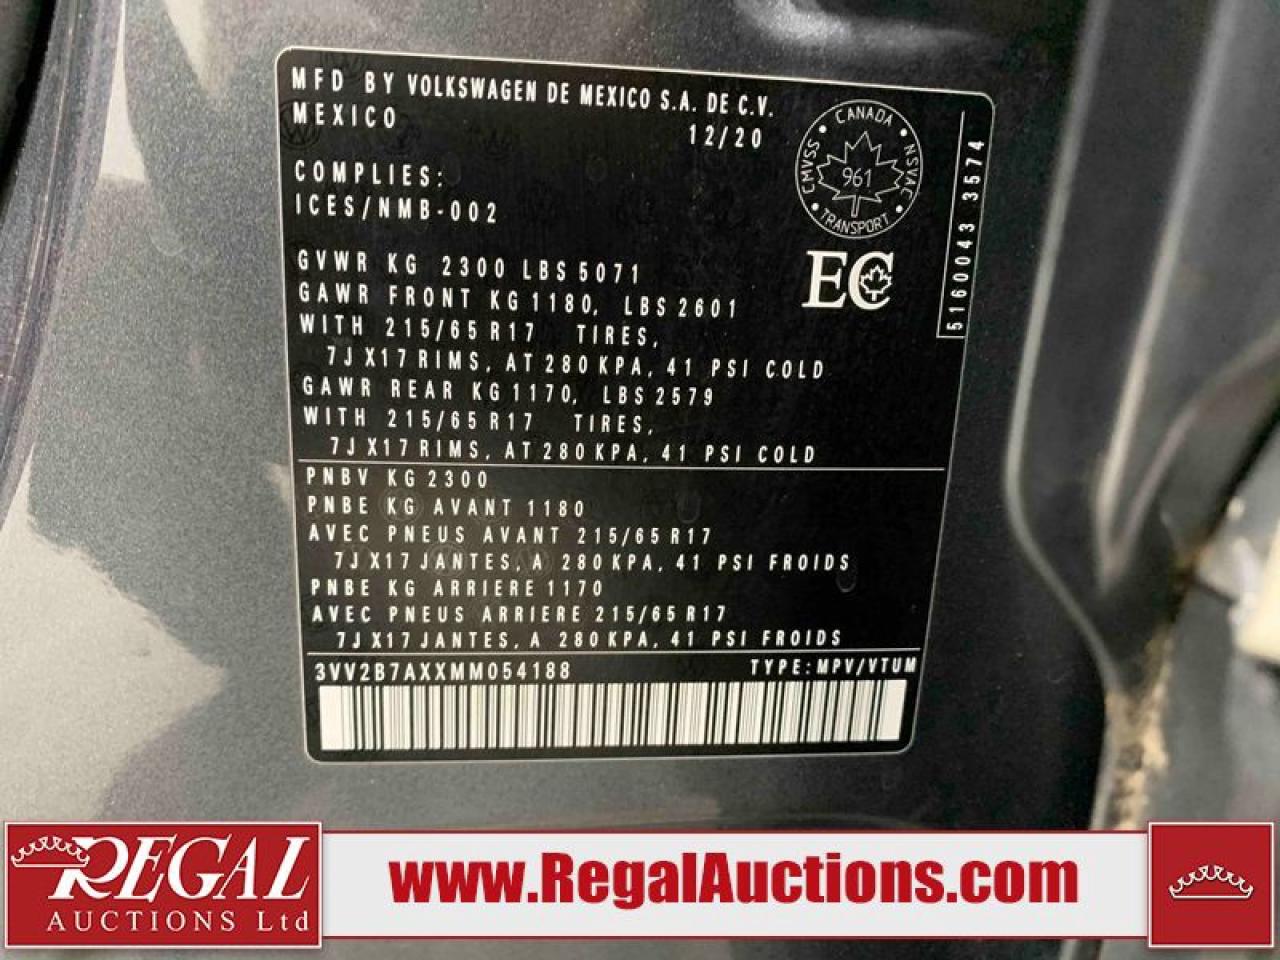 MFD BY VOLKSWAGEN DE MEXICO S.A. DE C.V.
MEXICO 12/20
COMPLIES:
ICES/NMB-002
CANADA
CMVSS NSVAC
961
TRANSPORT
EC
5160043 3574
GVWR KG 2300 LBS 5071
GAWR FRONT KG 1180, LBS 2601
WITH 215/65 R17 TIRES,
7J X17 RIMS, AT 280 KPA, 41 PSI COLD
GAWR REAR KG 1170, LBS 2579
WITH 215/65 R17 TIRES,
7J X17 RIMS, AT 280 KPA, 41 PSI COLD
PNBV KG 2300
PNBE KG AVANT 1180
AVEC PNEUS AVANT 215/65 R17
7J X17 JANTES, A 280 KPA, 41 PSI FROIDS
PNBE KG ARRIERE 1170
AVEC PNEUS ARRIERE 215/65 R17
7J X17 JANTES, A 280 KPA, 41 PSI FROIDS
3VV2B7AXXMM054188 TYPE: MPV/VTUM
REGAL
AUCTIONS Ltd
www.RegalAuctions.com